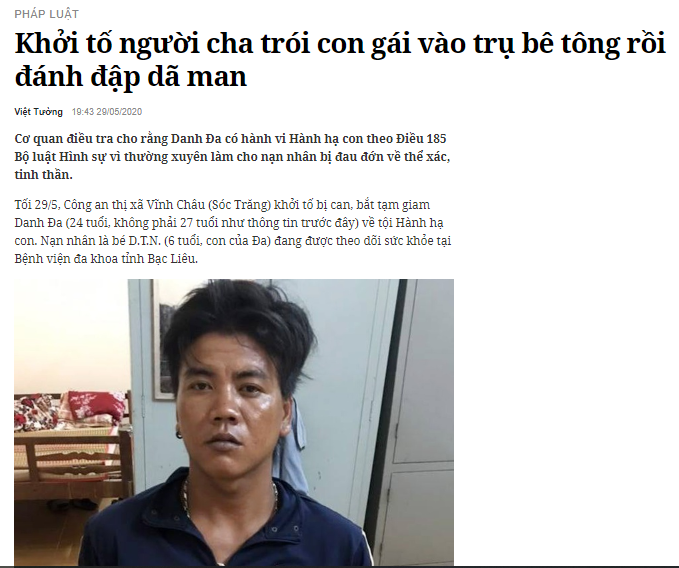 PHÁP LUẬT
Khởi tố người cha trói con gái vào trụ bê tông rồi
đánh đập dã man
Việt Tường 19:43 29/05/2020
Cơ quan điều tra cho rằng Danh Đa có hành vi Hành hạ con theo Điều 185
Bộ luật Hình sự vì thường xuyên làm cho nạn nhân bị đau đớn về thể xác,
tinh thần.
Tối 29/5, Công an thị xã Vĩnh Châu (Sóc Trăng) khởi tố bị can, bắt tạm giam
Danh Đa (24 tuổi, không phải 27 tuổi như thông tin trước đây) về tội Hành hạ
con. Nạn nhân là bé D.T.N. (6 tuổi, con của Đa) đang được theo dõi sức khỏe tại
Bệnh viện đa khoa tỉnh Bạc Liêu.